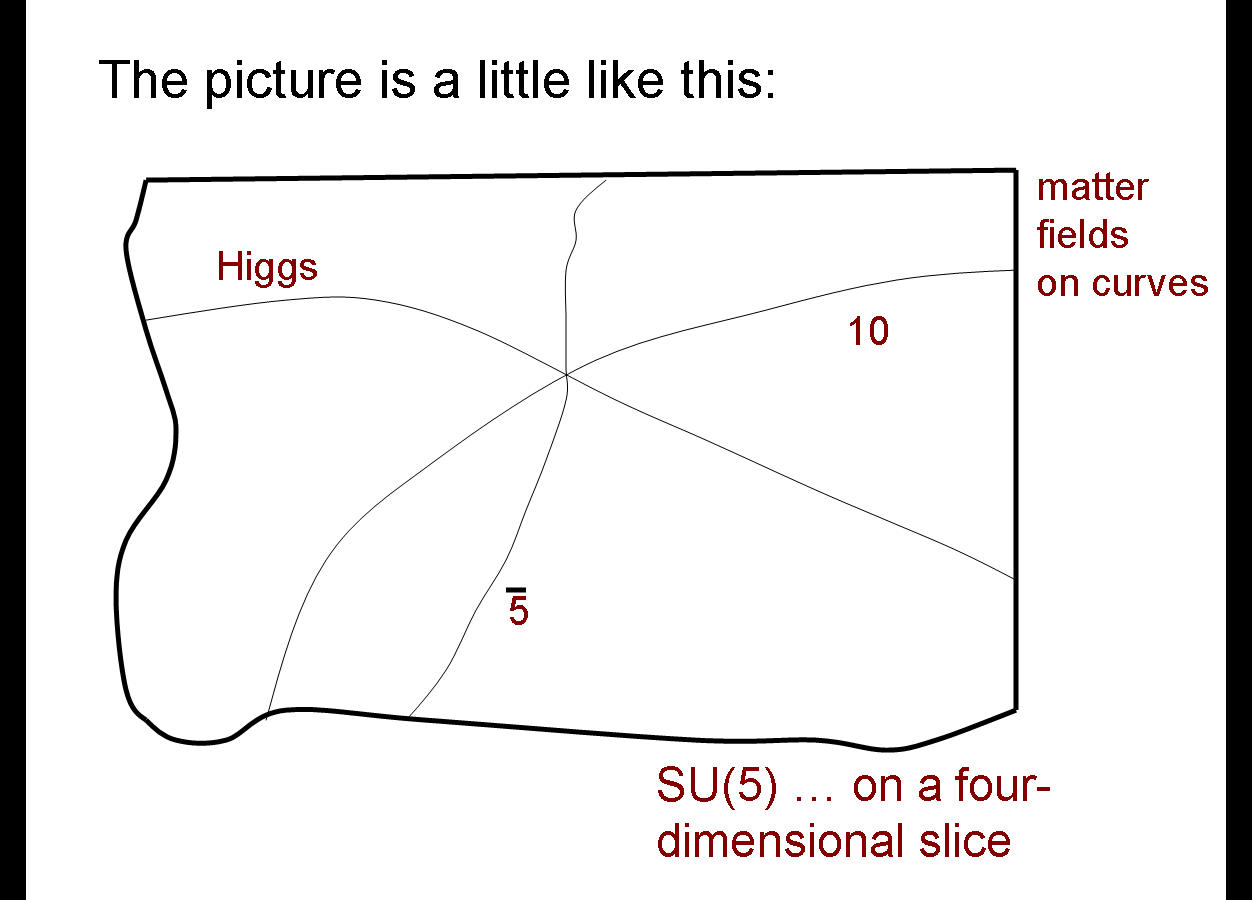 The picture is a little like this:
matter
fields
on curves
Higgs
10
5̅
SU(5) … on a four-
dimensional slice